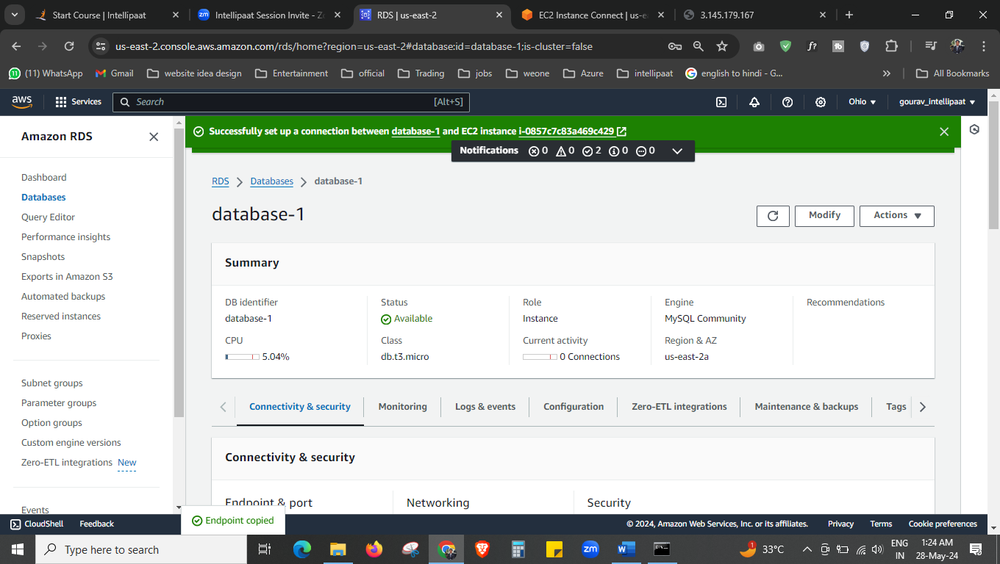 Start Course | Intellipaat
zm Intellipaat Session Invite - Zo
RDS | us-east-2
EC2 Instance Connect | us-e
3.145.179.167
us-east-2.console.aws.amazon.com/rds/home?region=us-east-2#database:id=database-1;is-cluster=false
11 (11) WhatsApp
Gmail
website idea design
Entertainment
official
Trading
jobs
weone
Azure
intellipaat
english to hindi - G...
All Bookmarks
aws
Services
Search
[Alt+S]
Ohio
gourav_intellipaat
Amazon RDS
Dashboard
Databases
Query Editor
Performance insights
Snapshots
Exports in Amazon S3
Automated backups
Reserved instances
Proxies
Subnet groups
Parameter groups
Option groups
Custom engine versions
Zero-ETL integrations New
Events
Successfully set up a connection between database-1 and EC2 instance i-0857c7c83a469c429
Notifications 0 0 2 0 0
RDS > Databases > database-1
database-1
Modify
Actions
Summary
DB identifier
database-1
Status
Available
Role
Instance
Engine
MySQL Community
Recommendations
CPU
5.04%
Class
db.t3.micro
Current activity
0 Connections
Region & AZ
us-east-2a
Connectivity & security
Monitoring
Logs & events
Configuration
Zero-ETL integrations
Maintenance & backups
Tags
Connectivity & security
Endpoint & port
Networking
Security
Endpoint copied
CloudShell
Feedback
© 2024, Amazon Web Services, Inc. or its affiliates.
Privacy
Terms
Cookie preferences
Type here to search
zm
1
33°C
ENG
IN
1:24 AM
28-May-24